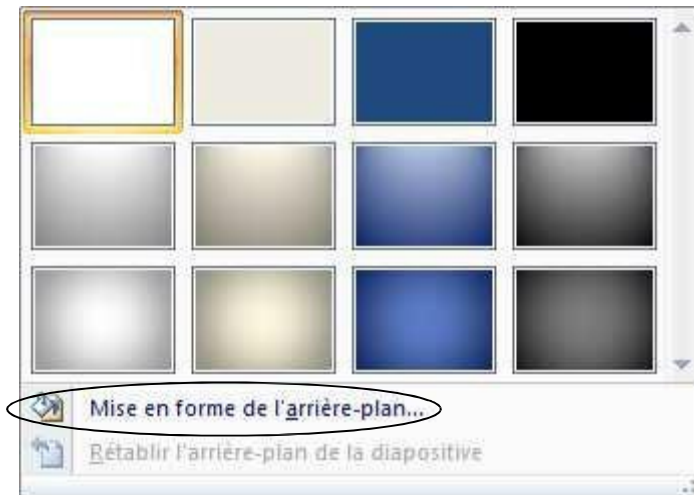 Mise en forme de l'arrière-plan...
Rétablir l'arrière-plan de la diapositive